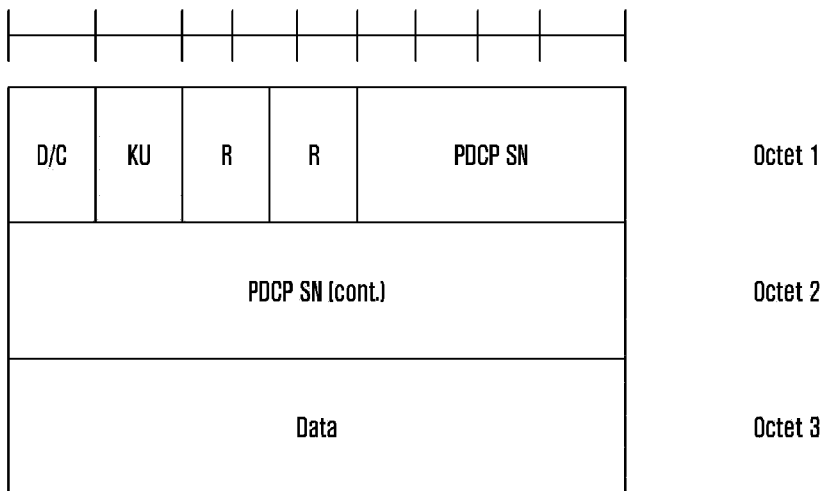 D/C KU R R PDCP SN Octet 1
PDCP SN (cont.) Octet 2
Data Octet 3